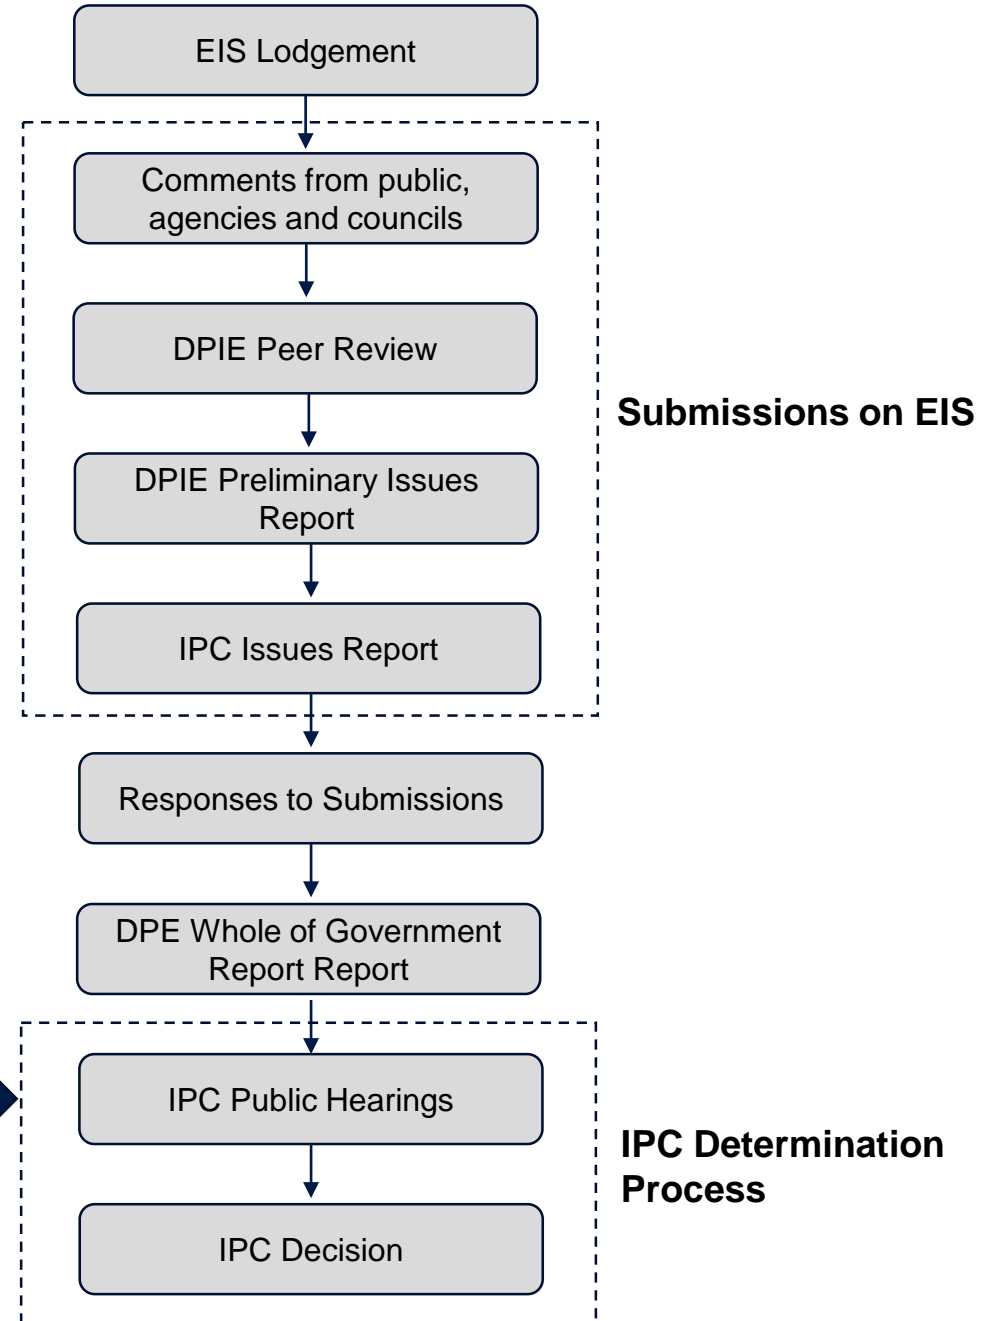 EIS Lodgement
Comments from public,
agencies and councils
DPIE Peer Review
Submissions on EIS
DPIE Preliminary Issues
Report
IPC Issues Report
Responses to Submissions
DPE Whole of Government
Report Report
IPC Public Hearings
IPC Determination
Process
IPC Decision